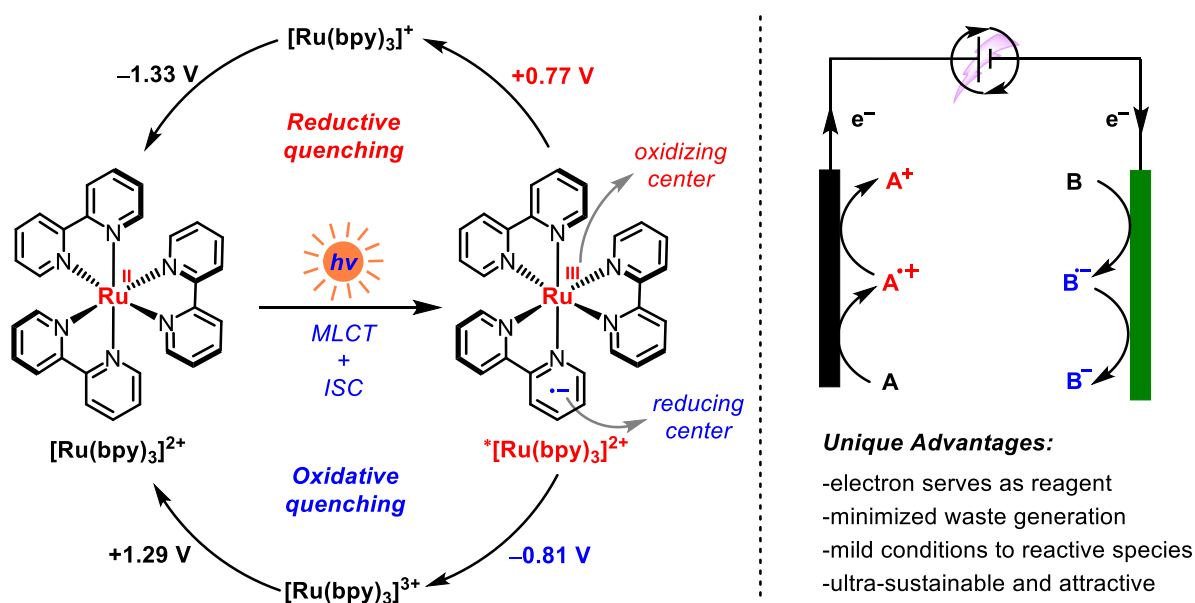 [Ru(bpy)₃]⁺
–1.33 V
+0.77 V
Reductive
quenching
oxidizing
center
N
N
N
N
N
N
Ru
II
hv
MLCT
+
ISC
N
N
N
N
N
N
Ru
III
•–
reducing
center
[Ru(bpy)₃]²⁺
*[Ru(bpy)₃]²⁺
Oxidative
quenching
+1.29 V
–0.81 V
[Ru(bpy)₃]³⁺
e⁻
e⁻
A⁺
B
A•⁺
B•⁻
A
B⁻
Unique Advantages:
-electron serves as reagent
-minimized waste generation
-mild conditions to reactive species
-ultra-sustainable and attractive